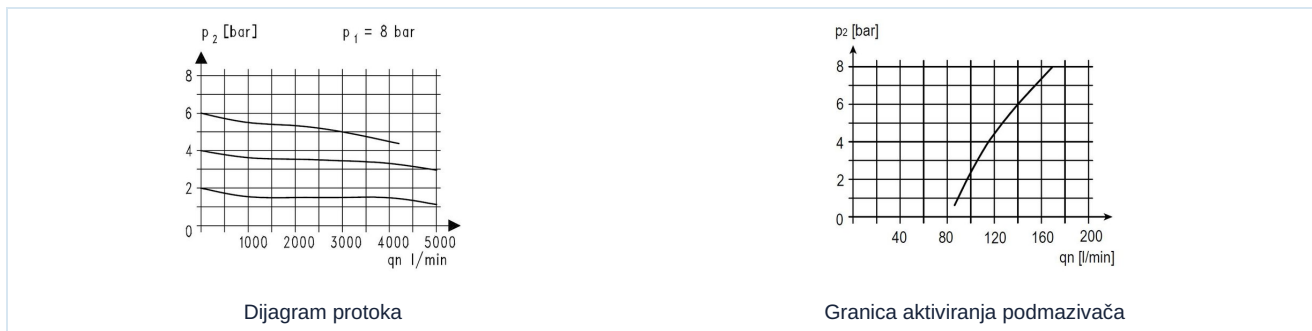 p 2 [bar] p 1 = 8 bar
8
6
4
2
0
1000 2000 3000 4000 5000
qn l/min
Dijagram protoka
p2 [bar]
8
6
4
2
0
40 80 120 160 200
qn [l/min]
Granica aktiviranja podmazivača